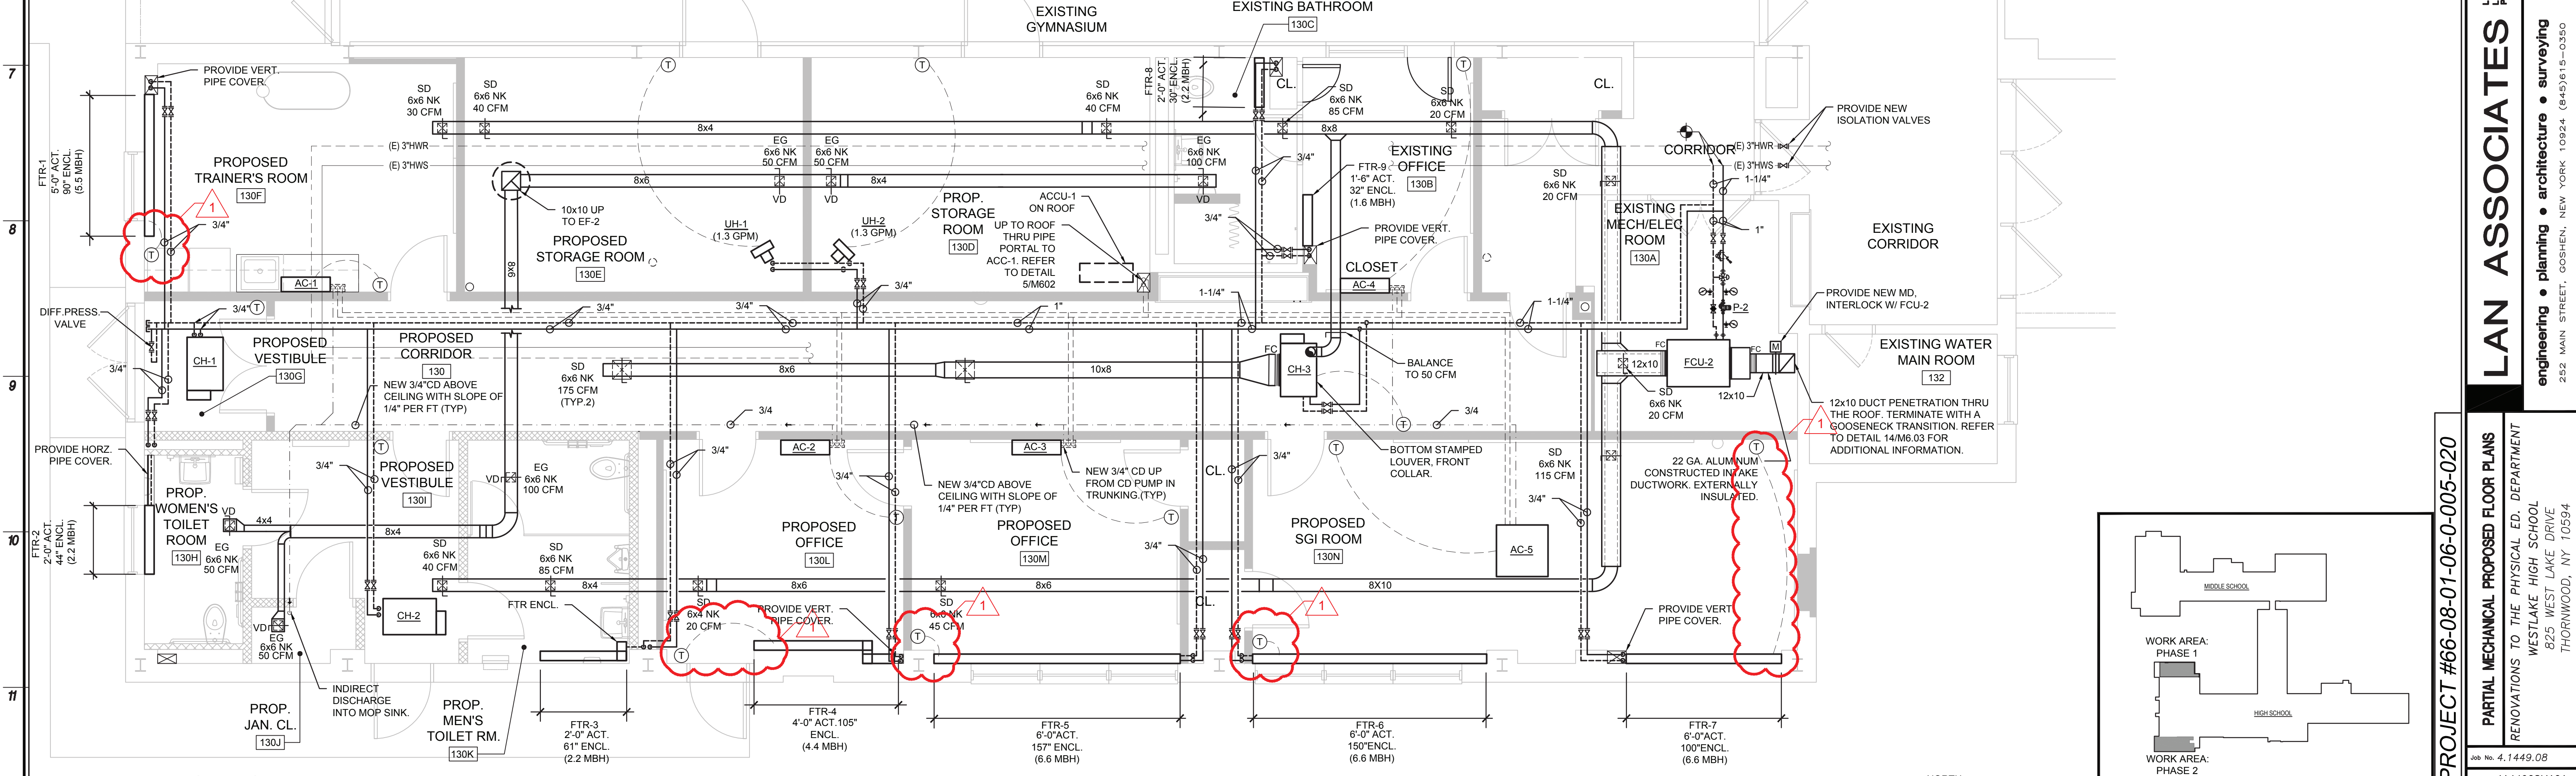 EXISTING
GYMNASIUM
EXISTING BATHROOM
130C
7
8
9
10
11
PROVIDE VERT.
PIPE COVER.
FTR-1
5'-0" ACT.
90" ENCL.
(5.5 MBH)
PROPOSED
TRAINER'S ROOM
130F
1
3/4"
SD
6x6 NK
30 CFM
SD
6x6 NK
40 CFM
8x4
(E) 3"HWR
(E) 3"HWS
8x6
10x10 UP
TO EF-2
PROPOSED
STORAGE ROOM
130E
8x6
EG
6x6 NK
50 CFM
VD
EG
6x6 NK
50 CFM
VD
8x4
UH-1
(1.3 GPM)
UH-2
(1.3 GPM)
PROP.
STORAGE
ROOM
130D
ACCU-1
ON ROOF
UP TO ROOF
THRU PIPE
PORTAL TO
ACC-1. REFER
TO DETAIL
5/M602
SD
6x6 NK
40 CFM
FTR-8
2'-0" ACT.
30" ENCL.
(2.2 MBH)
EG
6x6 NK
100 CFM
VD
CL.
SD
6x6 NK
85 CFM
8x8
SD
6x6 NK
20 CFM
3/4"
FTR-9
1'-6" ACT.
32" ENCL.
(1.6 MBH)
EXISTING
OFFICE
130B
3/4"
PROVIDE VERT.
PIPE COVER.
CLOSET
AC-4
CL.
SD
6x6 NK
20 CFM
CORRIDOR
(E) 3"HWR
(E) 3"HWS
PROVIDE NEW
ISOLATION VALVES
1-1/4"
EXISTING
MECH/ELEC
ROOM
130A
1"
EXISTING
CORRIDOR
P-2
PROVIDE NEW MD,
INTERLOCK W/ FCU-2
AC-1
T
DIFF.PRESS.
VALVE
3/4"
CH-1
3/4"
PROPOSED
VESTIBULE
130G
PROPOSED
CORRIDOR
130
NEW 3/4"CD ABOVE
CEILING WITH SLOPE OF
1/4" PER FT (TYP)
3/4"
3/4"
3/4"
1"
1-1/4"
1-1/4"
SD
6x6 NK
175 CFM
(TYP.2)
8x6
10x8
FC
CH-3
BALANCE
TO 50 CFM
12x10
FC
FCU-2
FC
M
SD
6x6 NK
20 CFM
12x10
EXISTING WATER
MAIN ROOM
132
12x10 DUCT PENETRATION THRU
THE ROOF. TERMINATE WITH A
GOOSENECK TRANSITION. REFER
TO DETAIL 14/M6.03 FOR
ADDITIONAL INFORMATION.
1
3/4
3/4
PROVIDE HORZ.
PIPE COVER.
FTR-2
2'-0" ACT.
44" ENCL.
(2.2 MBH)
PROP.
WOMEN'S
TOILET
ROOM
130H
VD
4x4
EG
6x6 NK
50 CFM
3/4"
PROPOSED
VESTIBULE
130I
8x4
VD
EG
6x6 NK
100 CFM
3/4"
AC-2
3/4"
AC-3
NEW 3/4"CD ABOVE
CEILING WITH SLOPE OF
1/4" PER FT (TYP)
NEW 3/4" CD UP
FROM CD PUMP IN
TRUNKING.(TYP)
CL.
3/4"
BOTTOM STAMPED
LOUVER, FRONT
COLLAR.
SD
6x6 NK
115 CFM
3/4"
22 GA. ALUMINUM
CONSTRUCTED INTAKE
DUCTWORK. EXTERNALLY
INSULATED.
PROPOSED
OFFICE
130L
PROPOSED
OFFICE
130M
3/4"
PROPOSED
SGI ROOM
130N
AC-5
SD
6x6 NK
40 CFM
SD
6x6 NK
85 CFM
8x4
8x6
8x6
8X10
VD
EG
6x6 NK
50 CFM
CH-2
FTR ENCL.
SD
6x4 NK
20 CFM
PROVIDE VERT.
PIPE COVER.
1
SD
6x6 NK
45 CFM
1
CL.
1
PROVIDE VERT
PIPE COVER.
INDIRECT
DISCHARGE
INTO MOP SINK.
PROP.
JAN. CL.
130J
PROP.
MEN'S
TOILET RM.
130K
FTR-3
2'-0" ACT.
61" ENCL.
(2.2 MBH)
FTR-4
4'-0" ACT.105"
ENCL.
(4.4 MBH)
FTR-5
6'-0"ACT.
157" ENCL.
(6.6 MBH)
FTR-6
6'-0" ACT.
150"ENCL.
(6.6 MBH)
FTR-7
6'-0"ACT.
100"ENCL.
(6.6 MBH)
MIDDLE SCHOOL
WORK AREA:
PHASE 1
HIGH SCHOOL
WORK AREA:
PHASE 2
PROJECT #66-08-01-06-0-005-020
LAN ASSOCIATES
engineering • planning • architecture • surveying
252 MAIN STREET, GOSHEN, NEW YORK 10924 (845)615-0350
PARTIAL MECHANICAL PROPOSED FLOOR PLANS
RENOVATIONS TO THE PHYSICAL ED. DEPARTMENT
WESTLAKE HIGH SCHOOL
825 WEST LAKE DRIVE
THORNWOOD, NY 10594
Job No. 4.1449.08